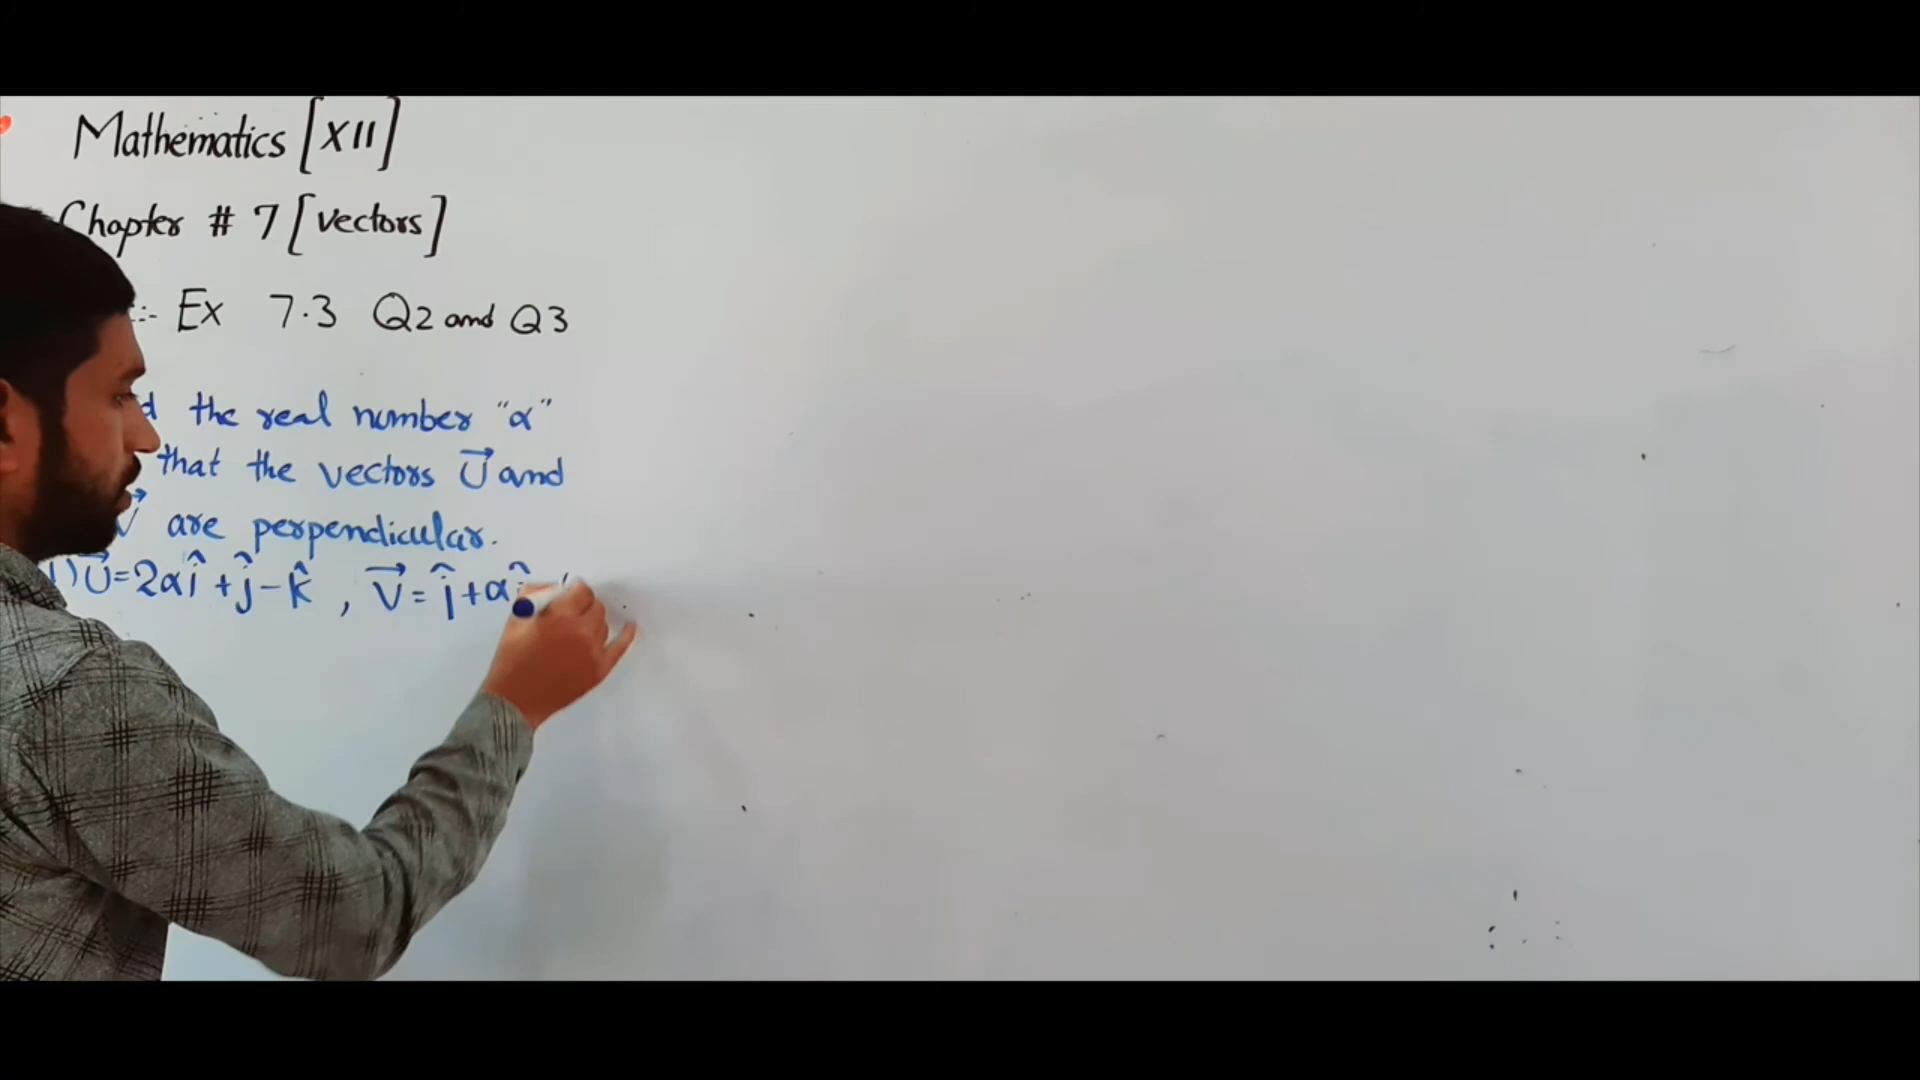 Mathematics [XII]
Chapter # 7 [vectors]
:- Ex 7.3 Q2 and Q3
the real number "α"
that the vectors U⃗ and
V⃗ are perpendicular.
1) U⃗=2αî+ĵ-k̂, V⃗=î+α